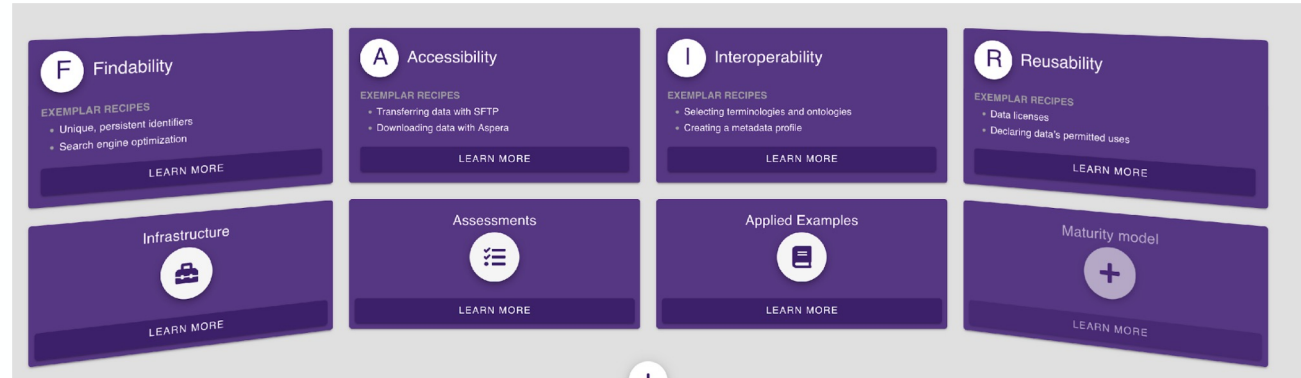 F Findability
EXEMPLAR RECIPES
• Unique, persistent identifiers
• Search engine optimization
LEARN MORE
A Accessibility
EXEMPLAR RECIPES
• Transferring data with SFTP
• Downloading data with Aspera
LEARN MORE
I Interoperability
EXEMPLAR RECIPES
• Selecting terminologies and ontologies
• Creating a metadata profile
LEARN MORE
R Reusability
EXEMPLAR RECIPES
• Data licenses
• Declaring data's permitted uses
LEARN MORE
Infrastructure
LEARN MORE
Assessments
LEARN MORE
Applied Examples
LEARN MORE
Maturity model
LEARN MORE